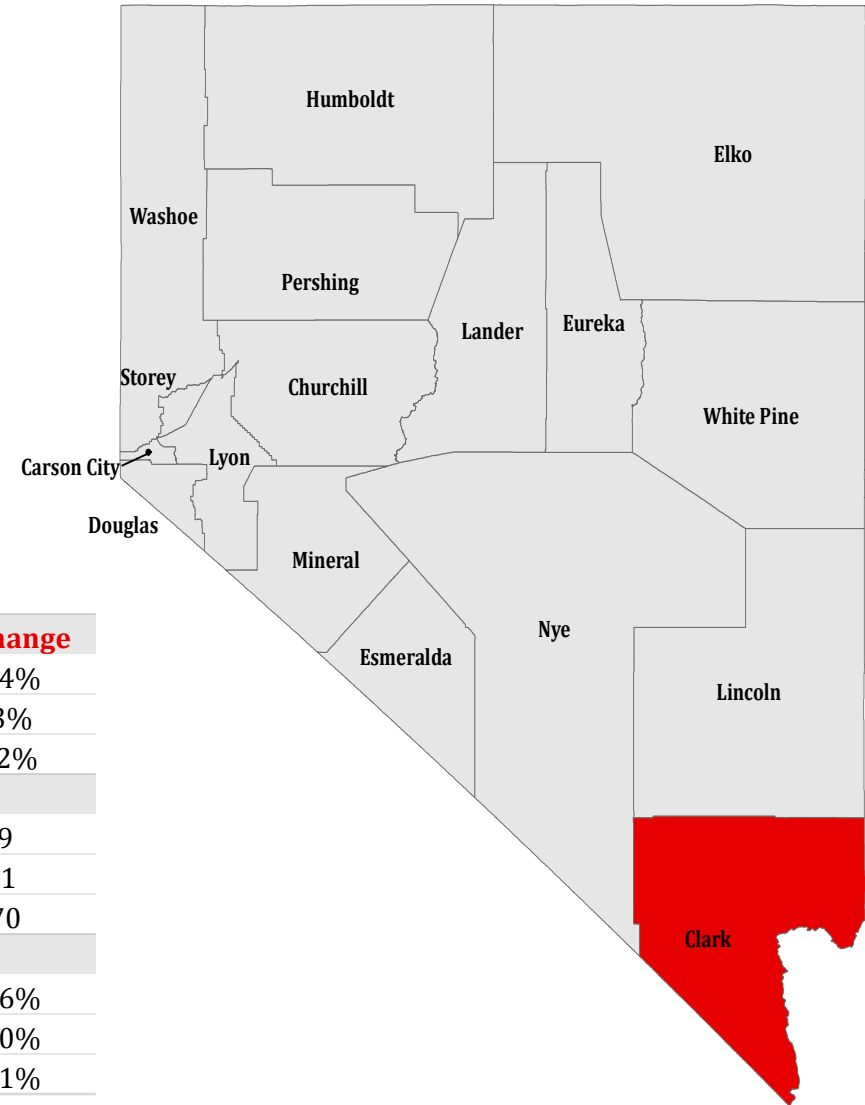 Humboldt
Elko
Washoe
Pershing
Eureka
Lander
Storey
Churchill
White Pine
Lyon
Carson City
Douglas
Mineral
Nye
Esmeralda
Lincoln
Clark
hange
4%
3%
2%
9
1
70
6%
0%
1%